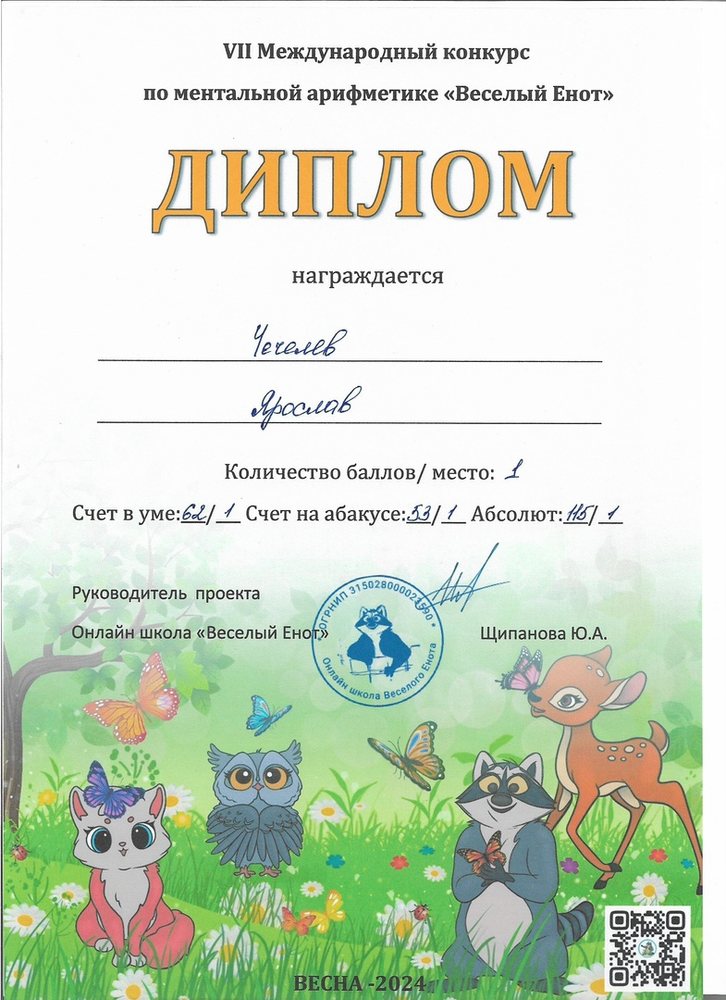 VII Международный конкурс
по ментальной арифметике «Веселый Енот»
ДИПЛОМ
награждается
Чечелев
Ярослав
Количество баллов/ место: 1
Счет в уме:62/ 1 Счет на абакусе:53/ 1 Абсолют:115/ 1
Руководитель проекта
Онлайн школа «Веселый Енот»
Щипанова Ю.А.
Онлайн школа Веселого Енота
ВЕСНА -2024